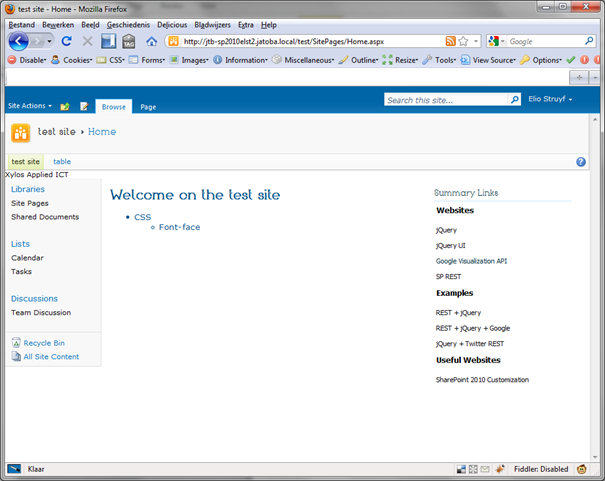 test site - Home - Mozilla Firefox
Bestand Bewerken Beeld Geschiedenis Delicious Bladwijzers Extra Help
TAG http://jtb-sp2010elst2.jatoba.local/test/SitePages/Home.aspx Google
Disable Cookies CSS Forms Images Information Miscellaneous Outline Resize Tools View Source Options
Site Actions Browse Page Search this site... Elio Struyf
test site Home
test site table
Xylos Applied ICT
Libraries
Site Pages
Shared Documents
Lists
Calendar
Tasks
Discussions
Team Discussion
Recycle Bin
All Site Content
Welcome on the test site
CSS
Font-face
Summary Links
Websites
jQuery
jQuery UI
Google Visualization API
SP REST
Examples
REST + jQuery
REST + jQuery + Google
jQuery + Twitter REST
Useful Websites
SharePoint 2010 Customization
Klaar Fiddler: Disabled